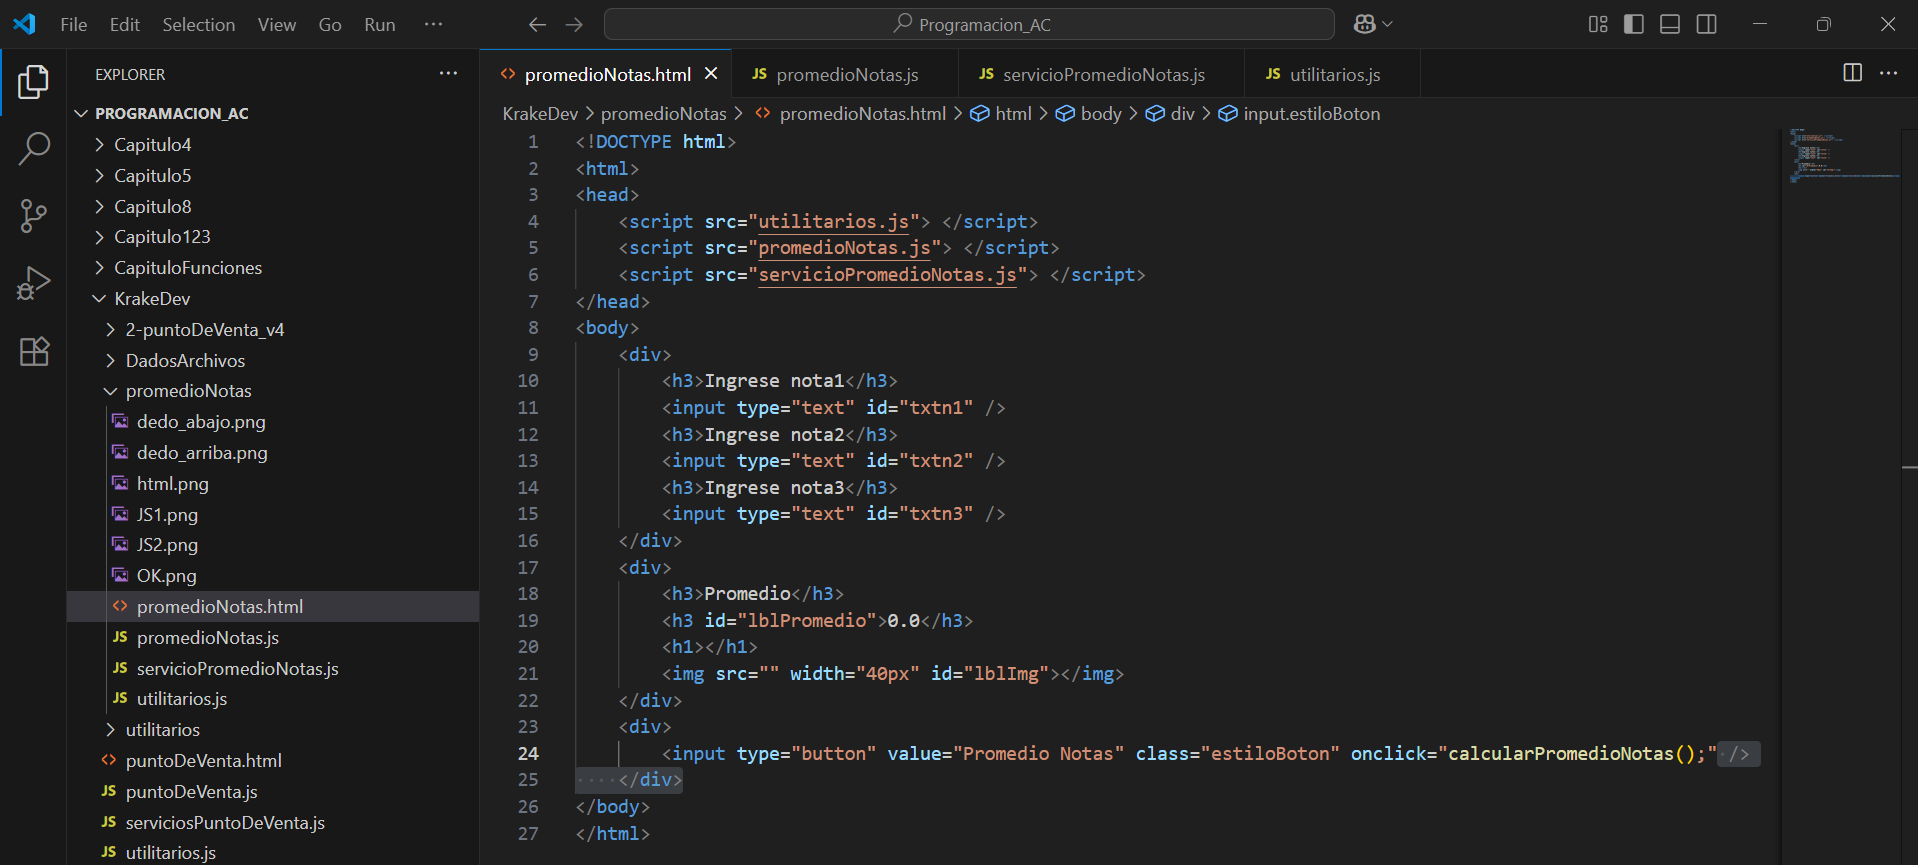 File Edit Selection View Go Run ···
Programacion_AC
EXPLORER ···
PROGRAMACION_AC
Capitulo4
Capitulo5
Capitulo8
Capitulo123
CapituloFunciones
KrakeDev
2-puntoDeVenta_v4
DadosArchivos
promedioNotas
dedo_abajo.png
dedo_arriba.png
html.png
JS JS1.png
JS2.png
OK.png
<> promedioNotas.html
JS promedioNotas.js
JS servicioPromedioNotas.js
JS utilitarios.js
utilitarios
<> puntoDeVenta.html
JS puntoDeVenta.js
JS serviciosPuntoDeVenta.js
JS utilitarios.js
<> promedioNotas.html JS promedioNotas.js JS servicioPromedioNotas.js JS utilitarios.js ···
KrakeDev > promedioNotas > <> promedioNotas.html > html > body > div > input.estiloBoton
1 <!DOCTYPE html>
2 <html>
3 <head>
4 <script src="utilitarios.js"> </script>
5 <script src="promedioNotas.js"> </script>
6 <script src="servicioPromedioNotas.js"> </script>
7 </head>
8 <body>
9 <div>
10 <h3>Ingrese nota1</h3>
11 <input type="text" id="txtn1" />
12 <h3>Ingrese nota2</h3>
13 <input type="text" id="txtn2" />
14 <h3>Ingrese nota3</h3>
15 <input type="text" id="txtn3" />
16 </div>
17 <div>
18 <h3>Promedio</h3>
19 <h3 id="lblPromedio">0.0</h3>
20 <h1></h1>
21 <img src="" width="40px" id="lblImg"></img>
22 </div>
23 <div>
24 <input type="button" value="Promedio Notas" class="estiloBoton" onclick="calcularPromedioNotas();" />
25 </div>
26 </body>
27 </html>